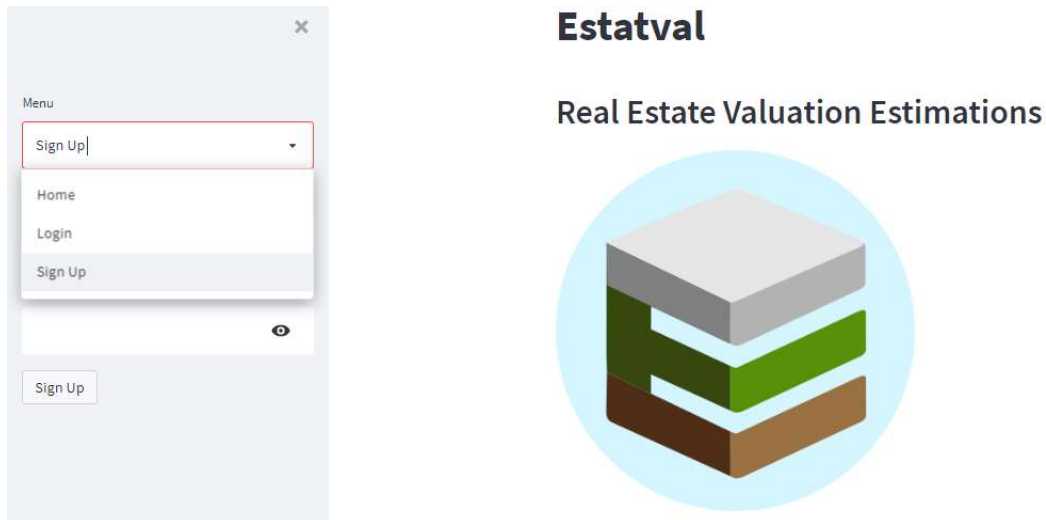 Menu
Sign Up
Home
Login
Sign Up
Sign Up
Estatval
Real Estate Valuation Estimations